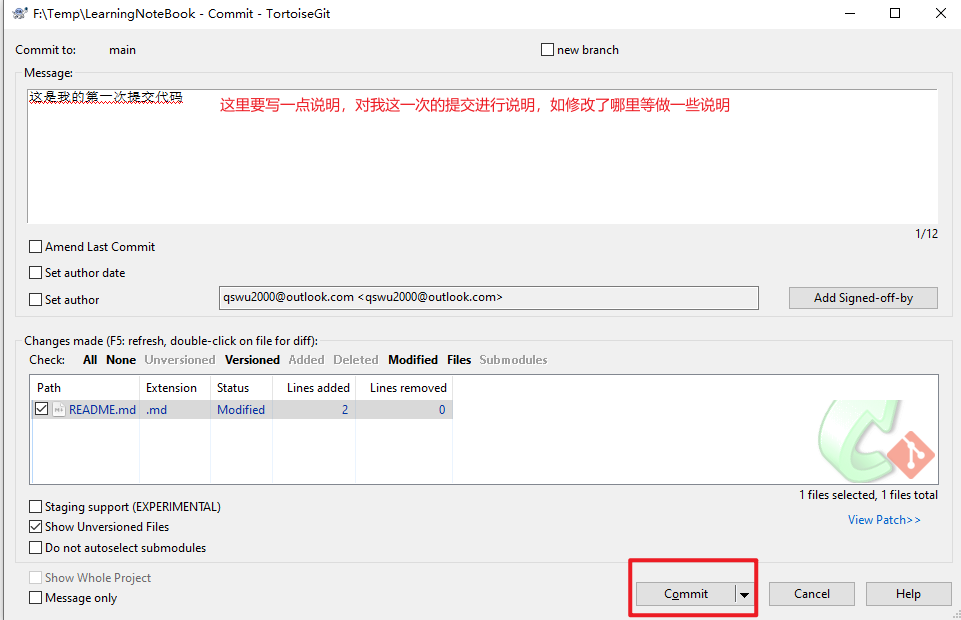 F:\Temp\LearningNoteBook - Commit - TortoiseGit
Commit to: main new branch
Message:
这是我的第一次提交代码
这里要写一点说明，对我这一次的提交进行说明，如修改了哪里等做一些说明
1/12
Amend Last Commit
Set author date
Set author qswu2000@outlook.com <qswu2000@outlook.com> Add Signed-off-by
Changes made (F5: refresh, double-click on file for diff):
Check: All None Unversioned Versioned Added Deleted Modified Files Submodules
Path Extension Status Lines added Lines removed
README.md .md Modified 2 0
1 files selected, 1 files total
Staging support (EXPERIMENTAL)
View Patch>>
Show Unversioned Files
Do not autoselect submodules
Show Whole Project
Message only
Commit Cancel Help